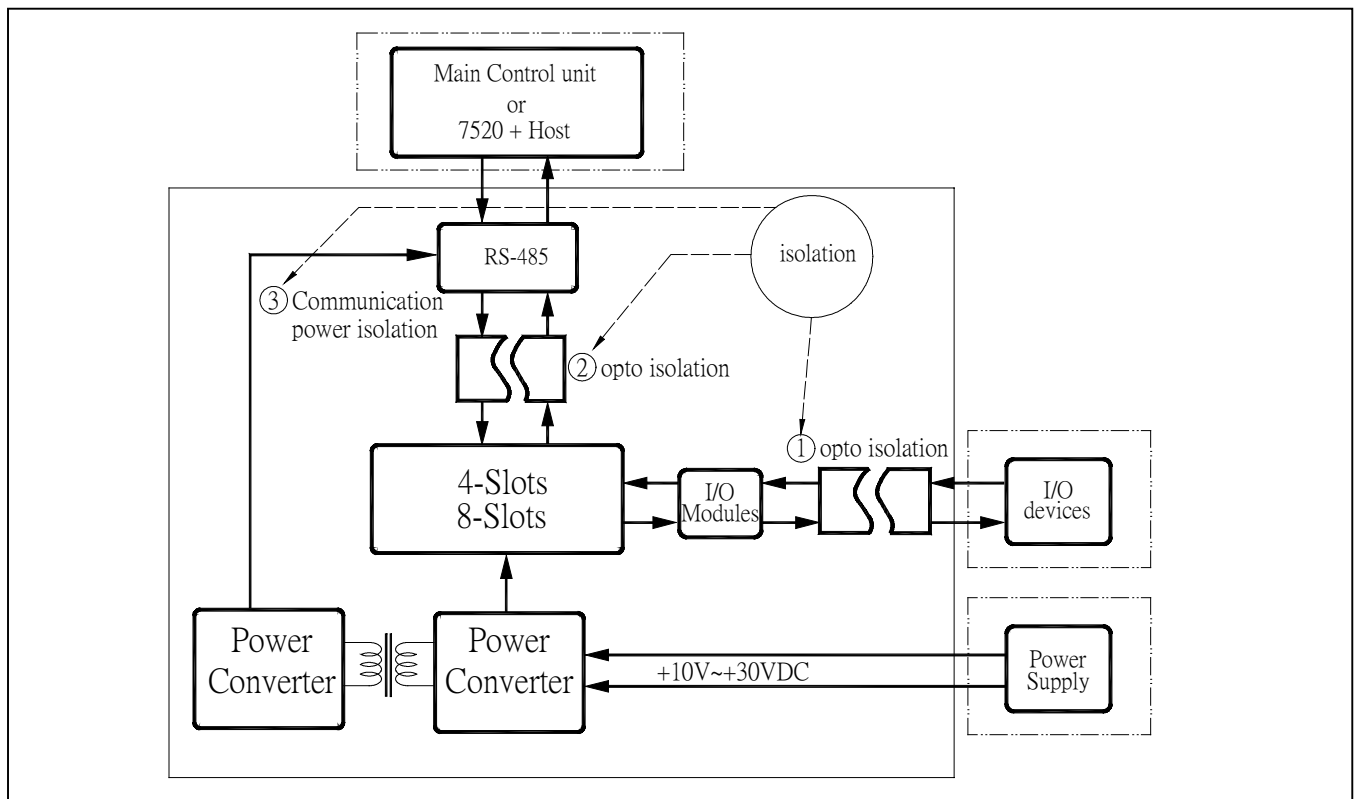 Main Control unit
or
7520 + Host
RS-485
isolation
③ Communication
power isolation
② opto isolation
① opto isolation
4-Slots
8-Slots
I/O
Modules
I/O
devices
Power
Converter
Power
Converter
+10V~+30VDC
Power
Supply